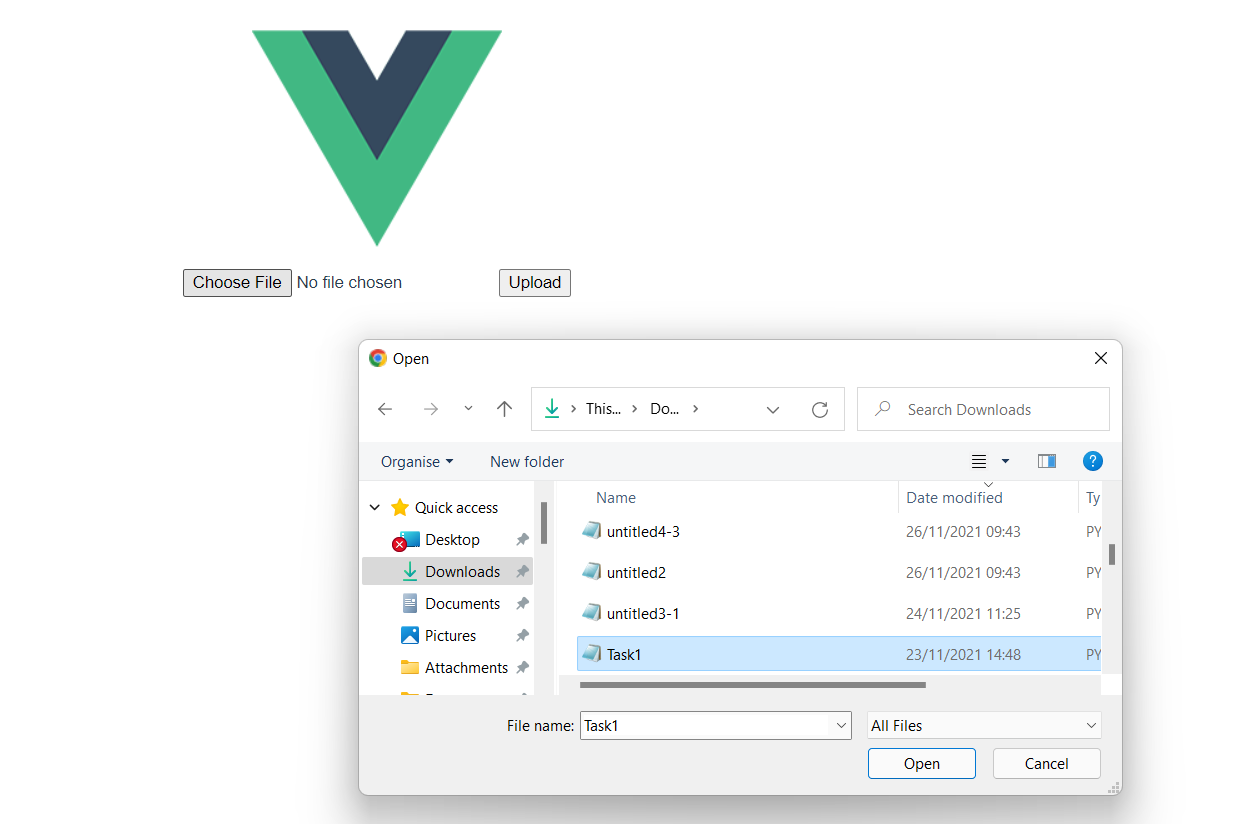 Choose File No file chosen Upload
Open
This... Do...
Search Downloads
Organise New folder
?
Name Date modified Ty
Quick access
Desktop
Downloads
Documents
Pictures
Attachments
untitled4-3 26/11/2021 09:43 PY
untitled2 26/11/2021 09:43 PY
untitled3-1 24/11/2021 11:25 PY
Task1 23/11/2021 14:48 PY
File name: Task1 All Files
Open Cancel